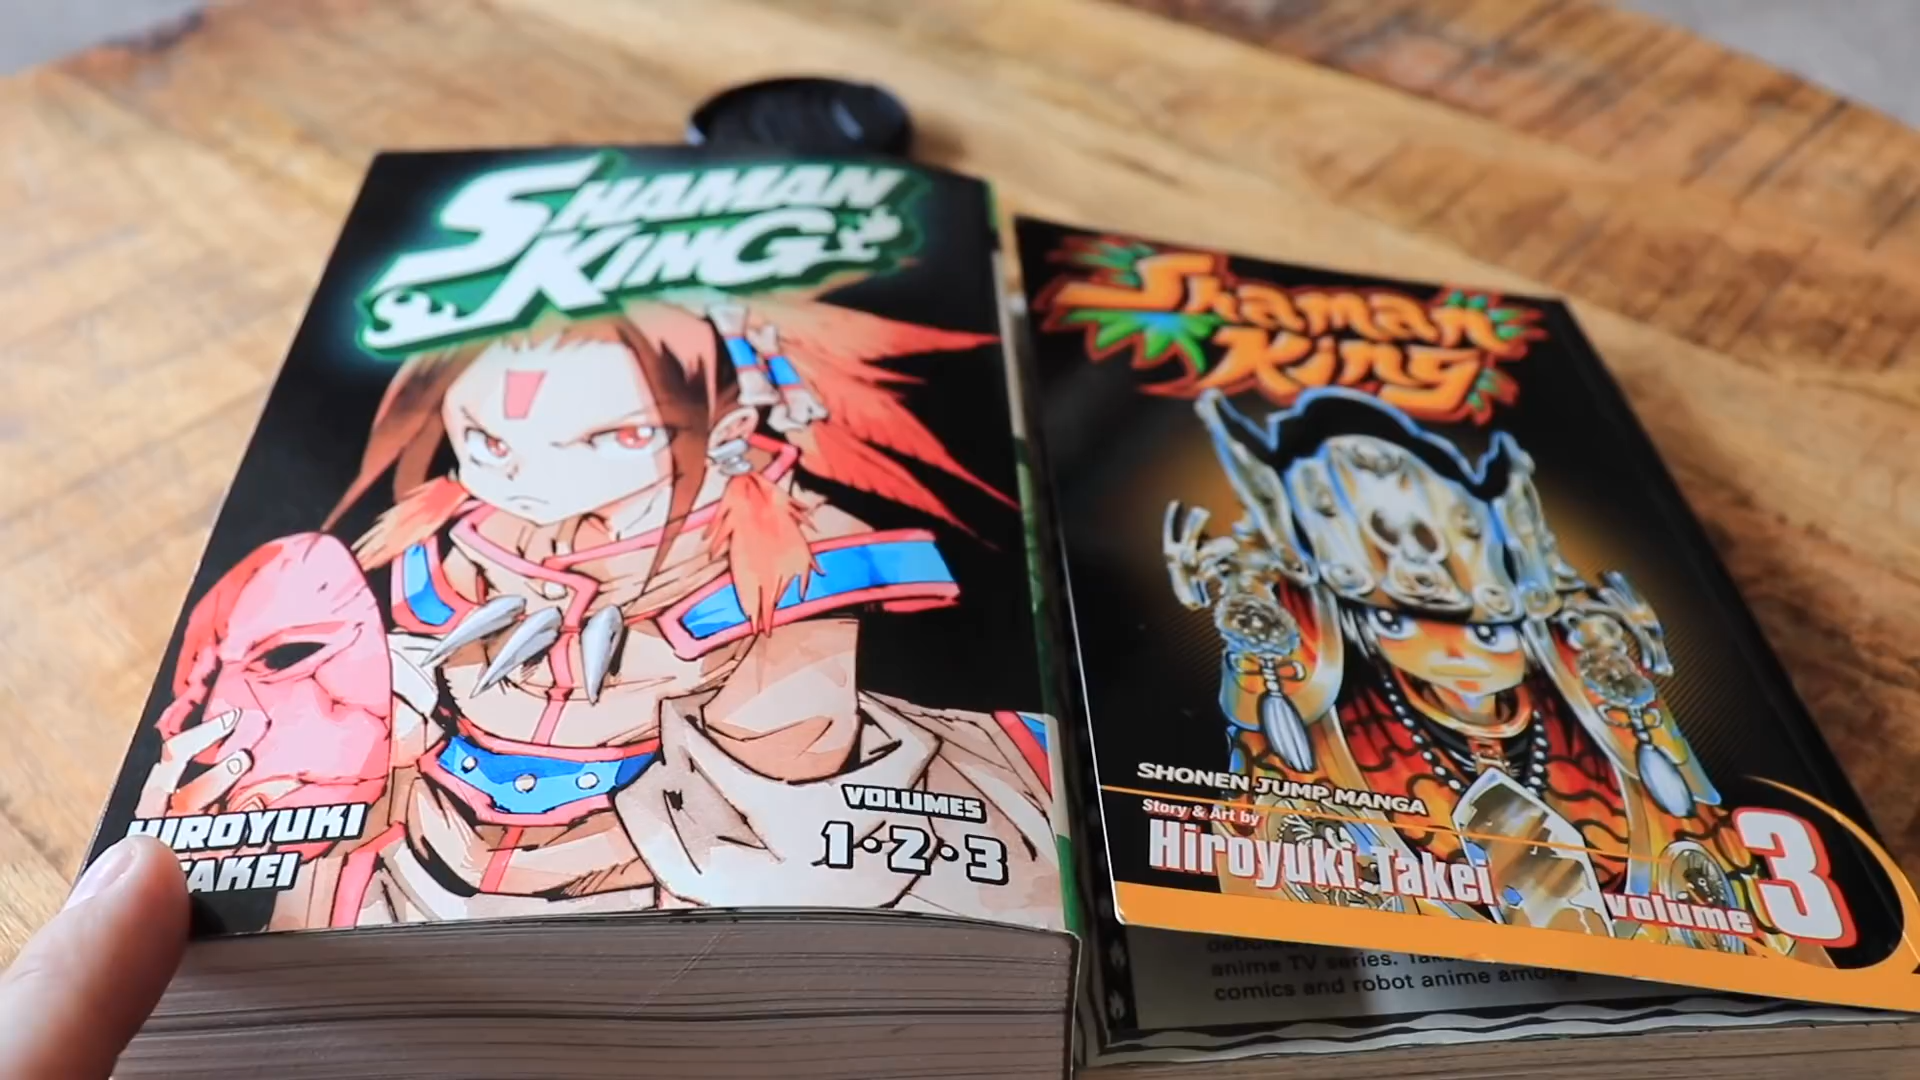 SHAMAN
KING
HIROYUKI
TAKEI
VOLUMES
1•2•3
Shaman
King
SHONEN JUMP MANGA
Story & Art by
Hiroyuki Takei
volume 3
anime TV series.
comics and robot anime